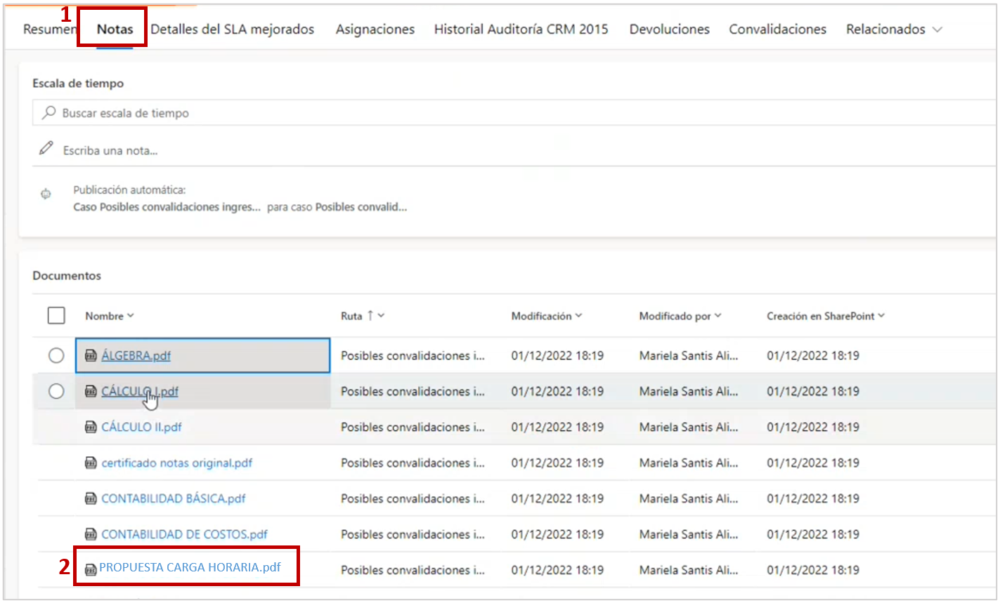 1
Resumen Notas Detalles del SLA mejorados Asignaciones Historial Auditoría CRM 2015 Devoluciones Convalidaciones Relacionados
Escala de tiempo
Buscar escala de tiempo
Escriba una nota...
Publicación automática:
Caso Posibles convalidaciones ingres... para caso Posibles convalid...
Documentos
Nombre Ruta ↑ Modificación Modificado por Creación en SharePoint
ÁLGEBRA.pdf Posibles convalidaciones i... 01/12/2022 18:19 Mariela Santis Ali... 01/12/2022 18:19
CÁLCULO I.pdf Posibles convalidaciones i... 01/12/2022 18:19 Mariela Santis Ali... 01/12/2022 18:19
CÁLCULO II.pdf Posibles convalidaciones i... 01/12/2022 18:19 Mariela Santis Ali... 01/12/2022 18:19
certificado notas original.pdf Posibles convalidaciones i... 01/12/2022 18:19 Mariela Santis Ali... 01/12/2022 18:19
CONTABILIDAD BÁSICA.pdf Posibles convalidaciones i... 01/12/2022 18:19 Mariela Santis Ali... 01/12/2022 18:19
CONTABILIDAD DE COSTOS.pdf Posibles convalidaciones i... 01/12/2022 18:19 Mariela Santis Ali... 01/12/2022 18:19
2 PROPUESTA CARGA HORARIA.pdf Posibles convalidaciones i... 01/12/2022 18:19 Mariela Santis Ali... 01/12/2022 18:19